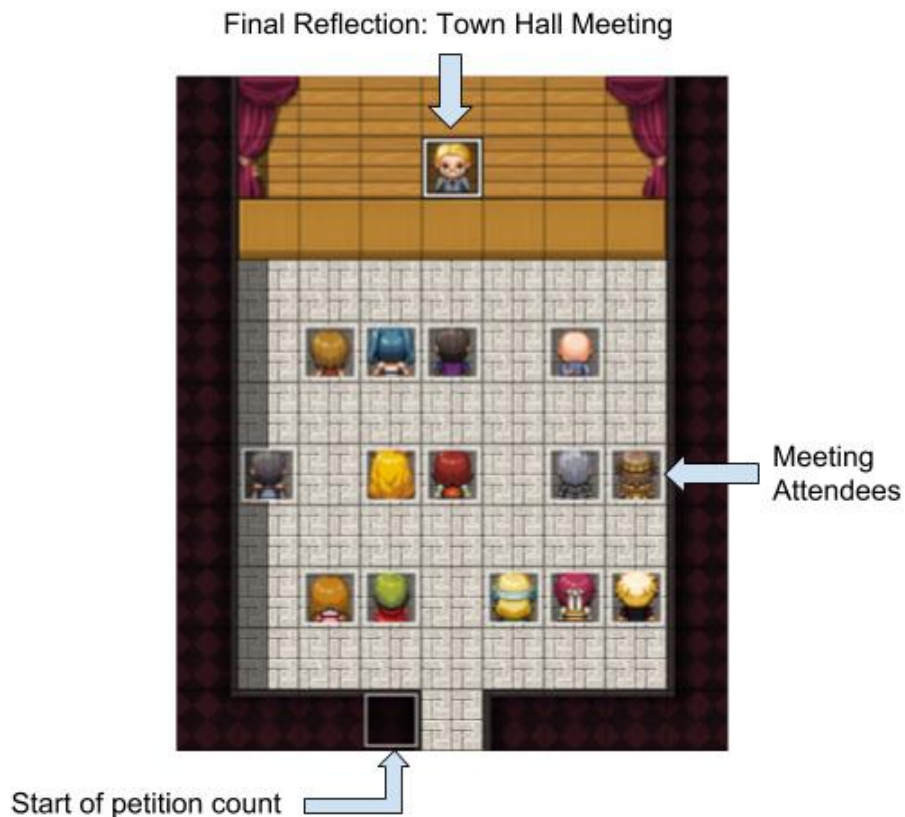 Final Reflection: Town Hall Meeting
Meeting
Attendees
Start of petition count